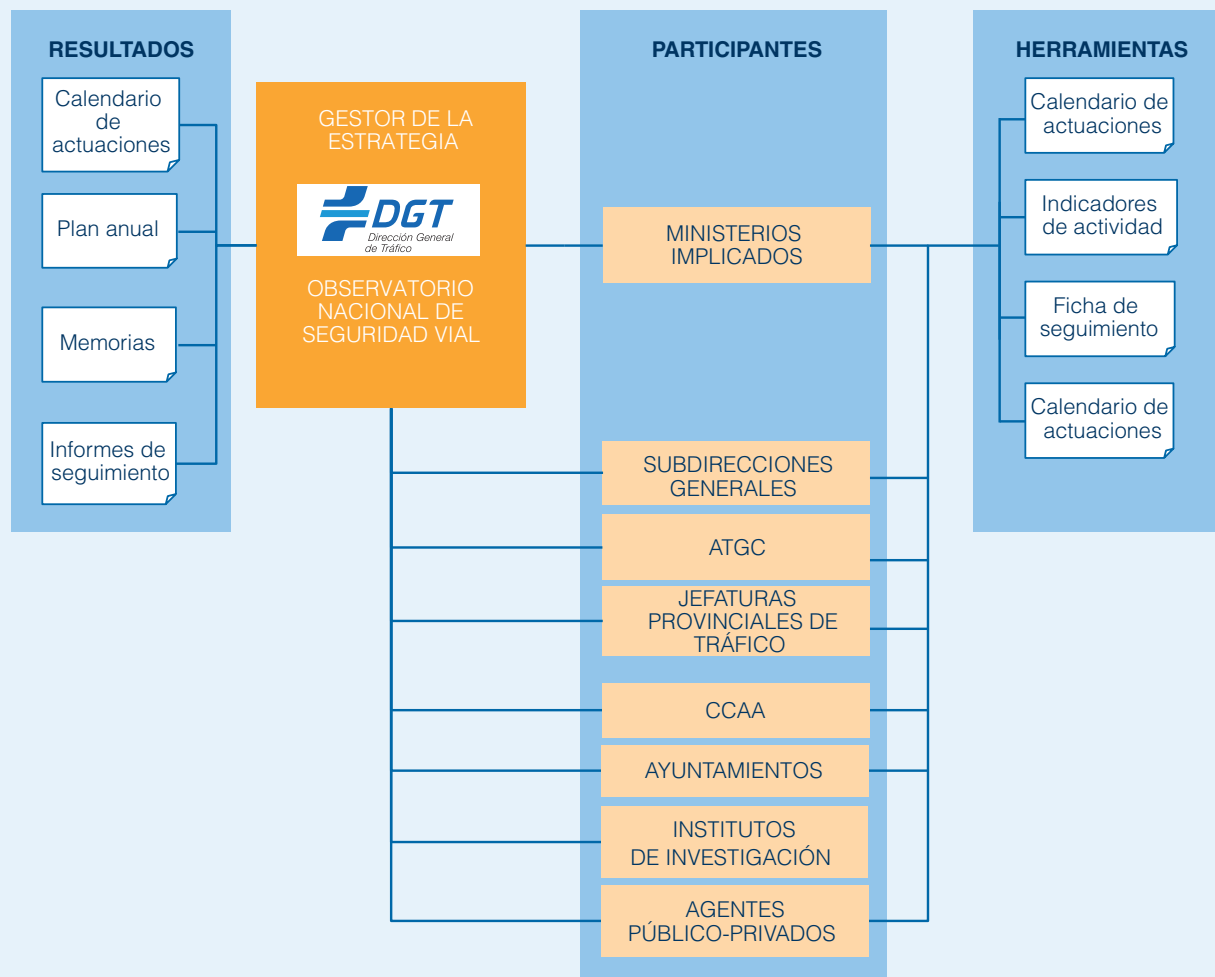 RESULTADOS
Calendario
de
actuaciones
Plan anual
Memorias
Informes de
seguimiento
GESTOR DE LA
ESTRATEGIA
DGT
Dirección General
de Tráfico
OBSERVATORIO
NACIONAL DE
SEGURIDAD VIAL
PARTICIPANTES
MINISTERIOS
IMPLICADOS
SUBDIRECCIONES
GENERALES
ATGC
JEFATURAS
PROVINCIALES DE
TRÁFICO
CCAA
AYUNTAMIENTOS
INSTITUTOS
DE INVESTIGACIÓN
AGENTES
PÚBLICO-PRIVADOS
HERRAMIENTAS
Calendario de
actuaciones
Indicadores
de actividad
Ficha de
seguimiento
Calendario de
actuaciones